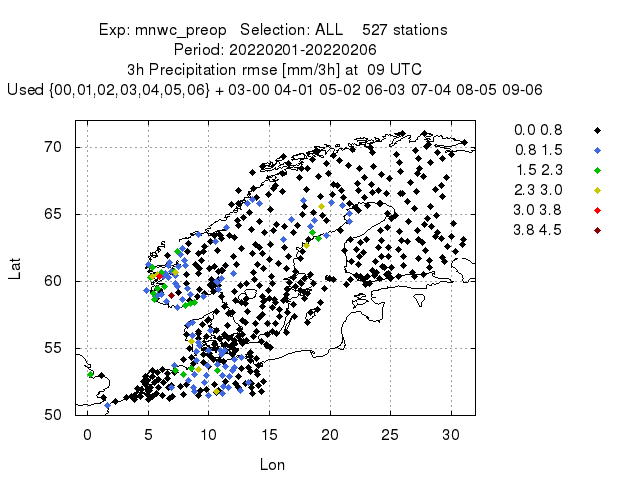 Exp: mnwc_preop   Selection: ALL    527 stations
Period: 20220201-20220206
3h Precipitation rmse [mm/3h] at  09 UTC
Used {00,01,02,03,04,05,06} + 03-00 04-01 05-02 06-03 07-04 08-05 09-06
0.0 0.8
0.8 1.5
1.5 2.3
2.3 3.0
3.0 3.8
3.8 4.5
70
65
60
55
50
Lat
0 5 10 15 20 25 30
Lon